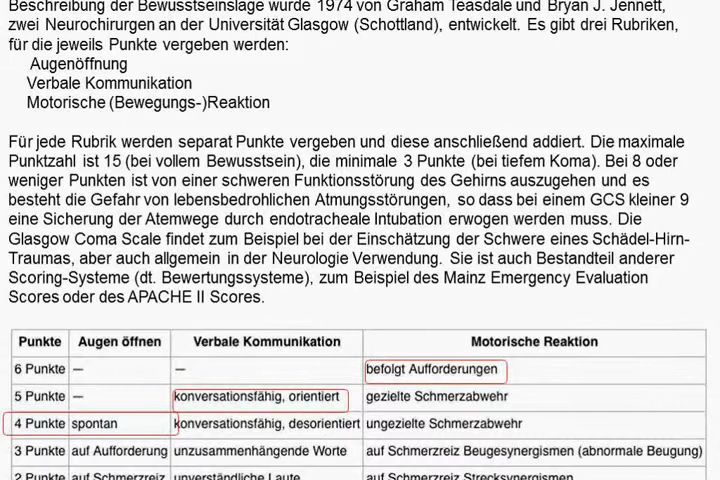 Beschreibung der Bewusstseinslage wurde 1974 von Graham Teasdale und Bryan J. Jennett,
zwei Neurochirurgen an der Universität Glasgow (Schottland), entwickelt. Es gibt drei Rubriken,
für die jeweils Punkte vergeben werden:
Augenöffnung
Verbale Kommunikation
Motorische (Bewegungs-)Reaktion
Für jede Rubrik werden separat Punkte vergeben und diese anschließend addiert. Die maximale
Punktzahl ist 15 (bei vollem Bewusstsein), die minimale 3 Punkte (bei tiefem Koma). Bei 8 oder
weniger Punkten ist von einer schweren Funktionsstörung des Gehirns auszugehen und es
besteht die Gefahr von lebensbedrohlichen Atmungsstörungen, so dass bei einem GCS kleiner 9
eine Sicherung der Atemwege durch endotracheale Intubation erwogen werden muss. Die
Glasgow Coma Scale findet zum Beispiel bei der Einschätzung der Schwere eines Schädel-Hirn-
Traumas, aber auch allgemein in der Neurologie Verwendung. Sie ist auch Bestandteil anderer
Scoring-Systeme (dt. Bewertungssysteme), zum Beispiel des Mainz Emergency Evaluation
Scores oder des APACHE II Scores.
Punkte Augen öffnen Verbale Kommunikation Motorische Reaktion
6 Punkte — — befolgt Aufforderungen
5 Punkte — konversationsfähig, orientiert gezielte Schmerzabwehr
4 Punkte spontan konversationsfähig, desorientiert ungezielte Schmerzabwehr
3 Punkte auf Aufforderung unzusammenhängende Worte auf Schmerzreiz Beugesynergismen (abnormale Beugung)
2 Punkte auf Schmerzreiz unverständliche Laute auf Schmerzreiz Strecksynergismen